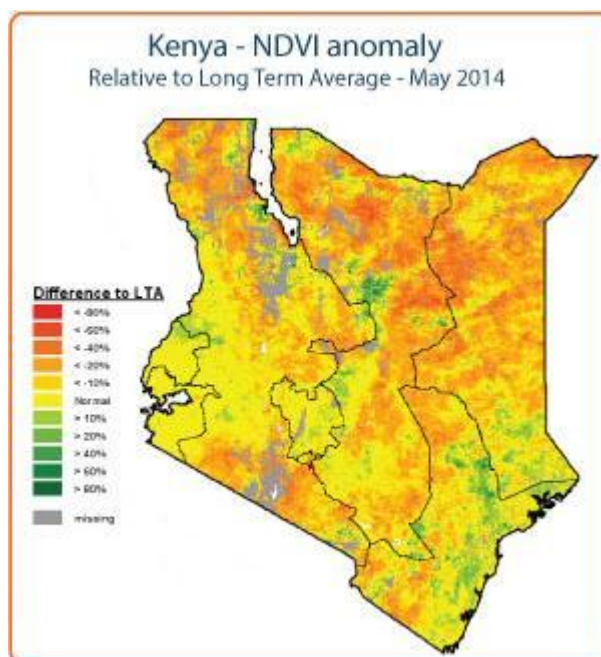 Kenya - NDVI anomaly
Relative to Long Term Average - May 2014
Difference to LTA
< -80%
< -60%
< -40%
< -20%
< -10%
Normal
> 10%
> 20%
> 40%
> 60%
> 80%
missing